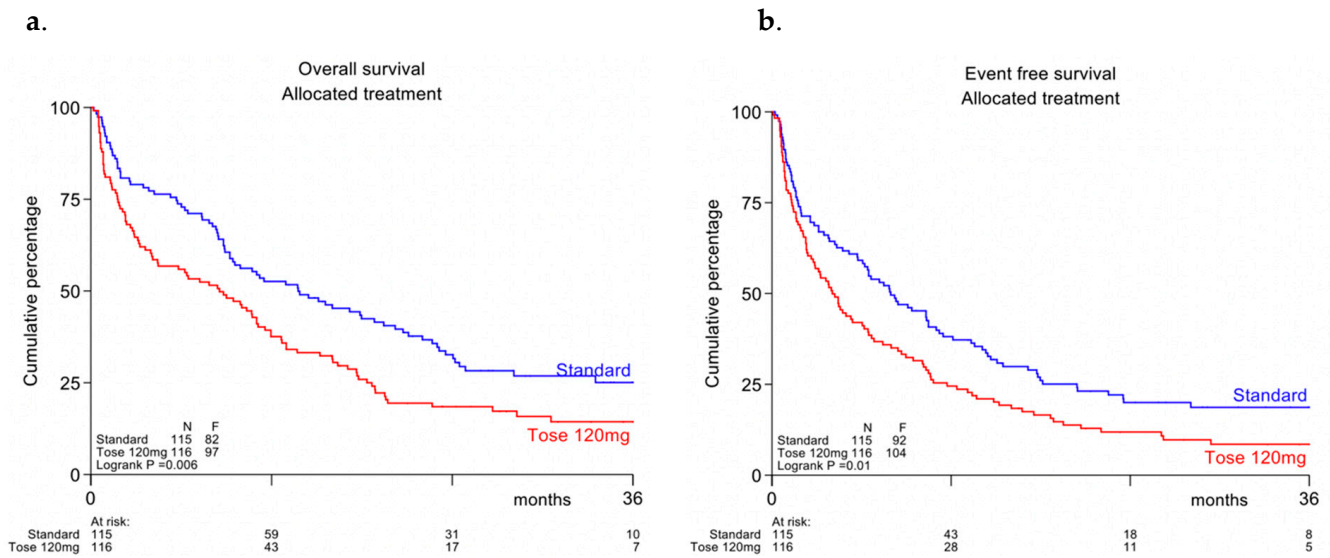 a.
Overall survival
Allocated treatment
Cumulative percentage
100
75
50
25
0
Standard
Tose 120mg
N F
Standard 115 82
Tose 120mg 116 97
Logrank P =0.006
0 months 36
At risk:
Standard 115 59 31 10
Tose 120mg 116 43 17 7
b.
Event free survival
Allocated treatment
Cumulative percentage
100
75
50
25
0
Standard
Tose 120mg
N F
Standard 115 92
Tose 120mg 116 104
Logrank P =0.01
0 months 36
At risk:
Standard 115 43 18 8
Tose 120mg 116 28 11 5